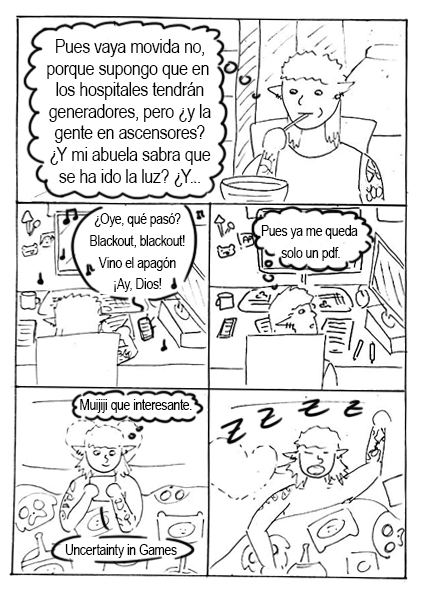 Pues vaya movida no,
porque supongo que en
los hospitales tendrán
generadores, pero ¿y la
gente en ascensores?
¿Y mi abuela sabra que
se ha ido la luz? ¿Y...
¿Oye, qué pasó?
Blackout, blackout!
Vino el apagón
¡Ay, Dios!
Pues ya me queda
solo un pdf.
Muijiji que interesante.
Uncertainty in Games
Z Z Z Z